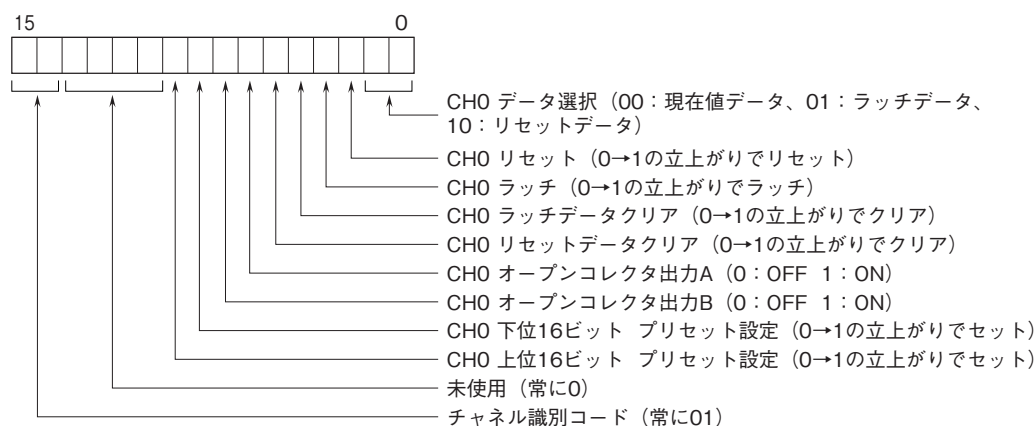 15 0
CH0 データ選択（00：現在値データ、01：ラッチデータ、
10：リセットデータ）
CH0 リセット（0→1の立上がりでリセット）
CH0 ラッチ（0→1の立上がりでラッチ）
CH0 ラッチデータクリア（0→1の立上がりでクリア）
CH0 リセットデータクリア（0→1の立上がりでクリア）
CH0 オープンコレクタ出力A（0：OFF 1：ON）
CH0 オープンコレクタ出力B（0：OFF 1：ON）
CH0 下位16ビット プリセット設定（0→1の立上がりでセット）
CH0 上位16ビット プリセット設定（0→1の立上がりでセット）
未使用（常に0）
チャネル識別コード（常に01）